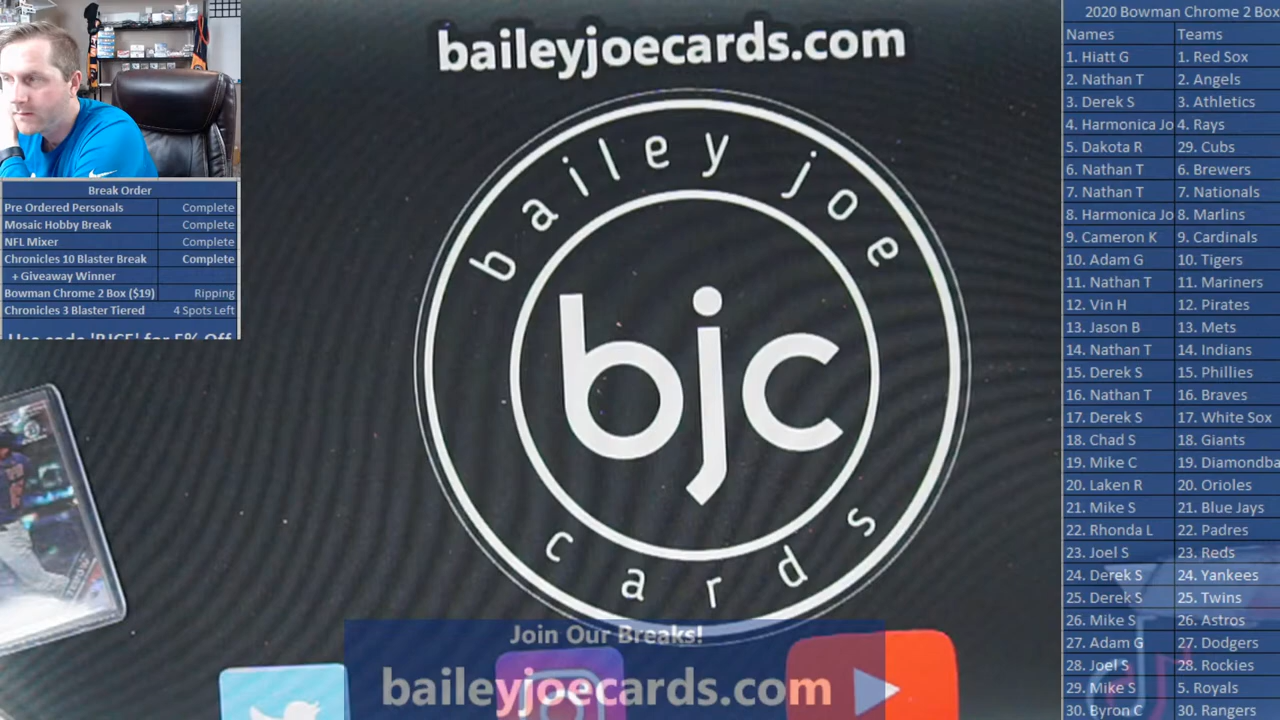 baileyjoecards.com
bailey joe
bjc
cards
Break Order
Pre Ordered Personals Complete
Mosaic Hobby Break Complete
NFL Mixer Complete
Chronicles 10 Blaster Break Complete
+ Giveaway Winner
Bowman Chrome 2 Box ($19) Ripping
Chronicles 3 Blaster Tiered 4 Spots Left
Join Our Breaks!
baileyjoecards.com
2020 Bowman Chrome 2 Box
Names Teams
1. Hiatt G 1. Red Sox
2. Nathan T 2. Angels
3. Derek S 3. Athletics
4. Harmonica Jo 4. Rays
5. Dakota R 29. Cubs
6. Nathan T 6. Brewers
7. Nathan T 7. Nationals
8. Harmonica Jo 8. Marlins
9. Cameron K 9. Cardinals
10. Adam G 10. Tigers
11. Nathan T 11. Mariners
12. Vin H 12. Pirates
13. Jason B 13. Mets
14. Nathan T 14. Indians
15. Derek S 15. Phillies
16. Nathan T 16. Braves
17. Derek S 17. White Sox
18. Chad S 18. Giants
19. Mike C 19. Diamondba
20. Laken R 20. Orioles
21. Mike S 21. Blue Jays
22. Rhonda L 22. Padres
23. Joel S 23. Reds
24. Derek S 24. Yankees
25. Derek S 25. Twins
26. Mike S 26. Astros
27. Adam G 27. Dodgers
28. Joel S 28. Rockies
29. Mike S 5. Royals
30. Byron C 30. Rangers